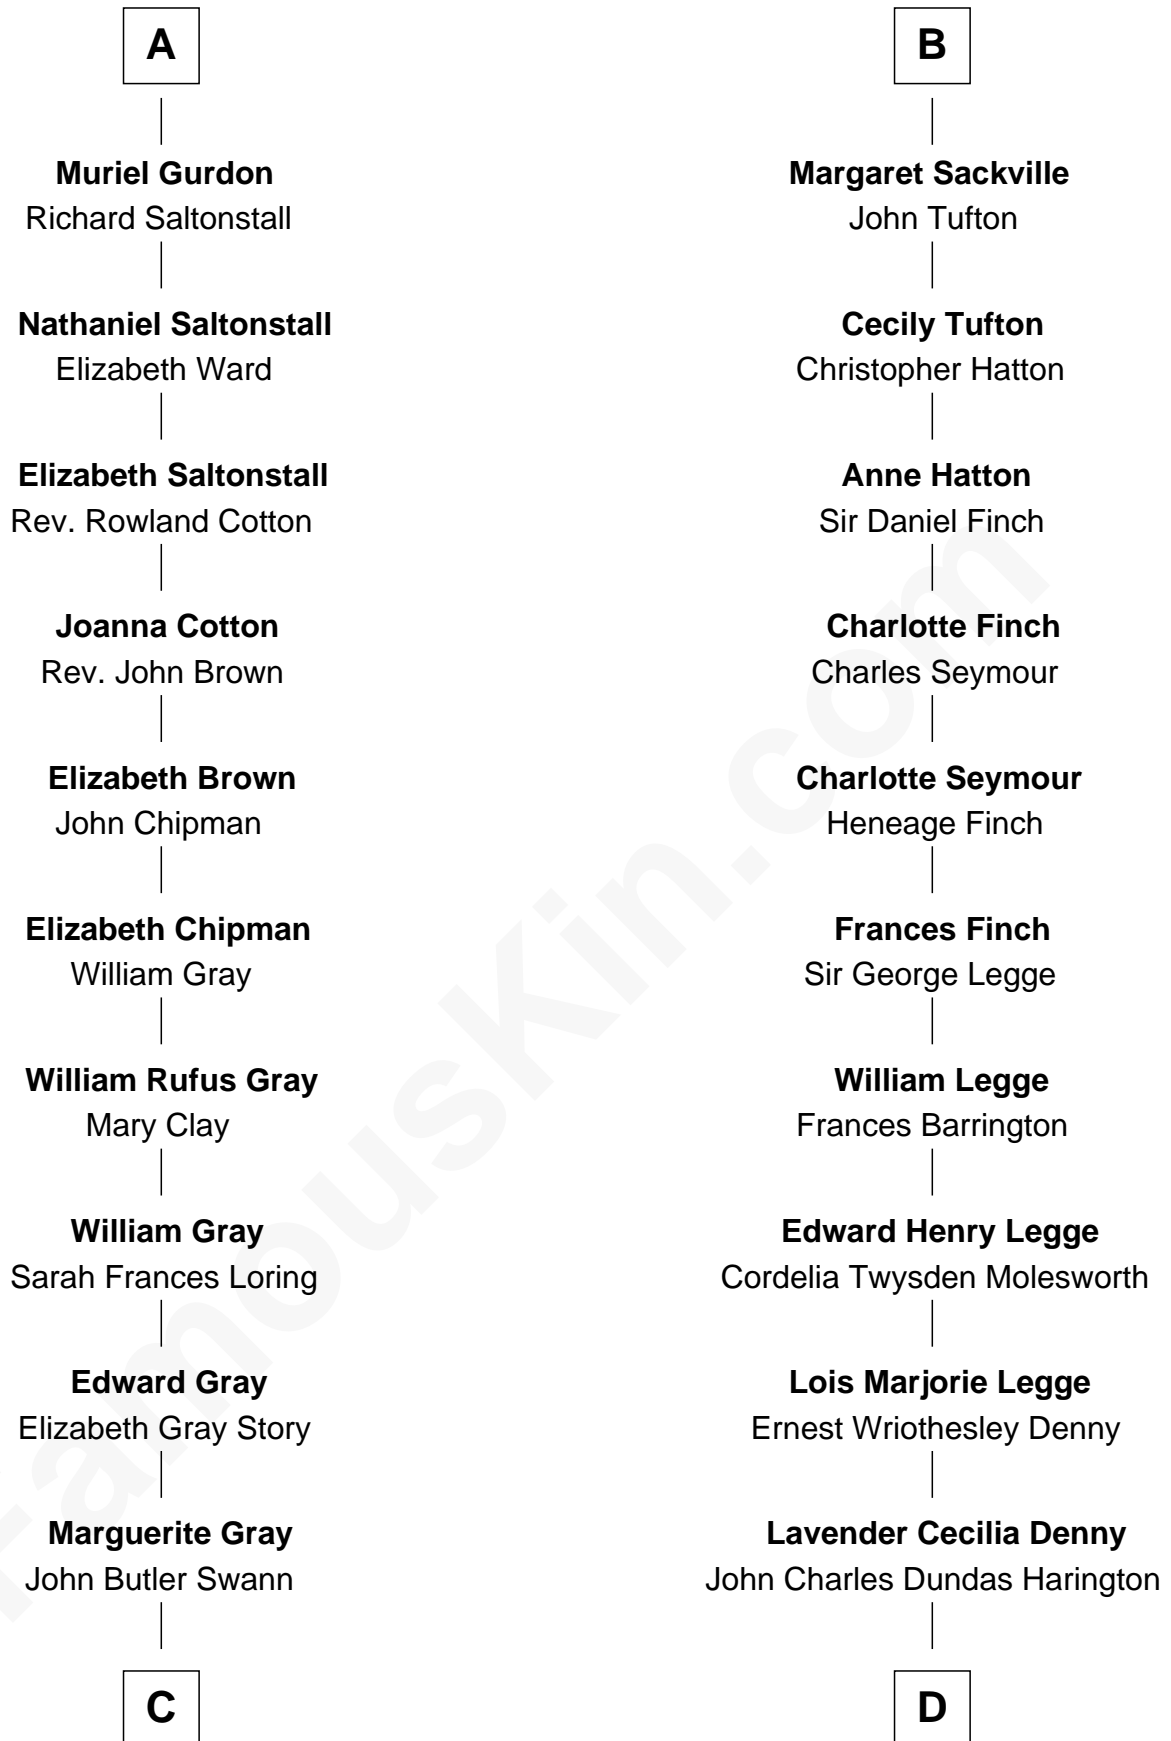 A
Muriel Gurdon
Richard Saltonstall
Nathaniel Saltonstall
Elizabeth Ward
Elizabeth Saltonstall
Rev. Rowland Cotton
Joanna Cotton
Rev. John Brown
Elizabeth Brown
John Chipman
Elizabeth Chipman
William Gray
William Rufus Gray
Mary Clay
William Gray
Sarah Frances Loring
Edward Gray
Elizabeth Gray Story
Marguerite Gray
John Butler Swann
C
B
Margaret Sackville
John Tufton
Cecily Tufton
Christopher Hatton
Anne Hatton
Sir Daniel Finch
Charlotte Finch
Charles Seymour
Charlotte Seymour
Heneage Finch
Frances Finch
Sir George Legge
William Legge
Frances Barrington
Edward Henry Legge
Cordelia Twysden Molesworth
Lois Marjorie Legge
Ernest Wriothesley Denny
Lavender Cecilia Denny
John Charles Dundas Harington
D
FamousKin.com